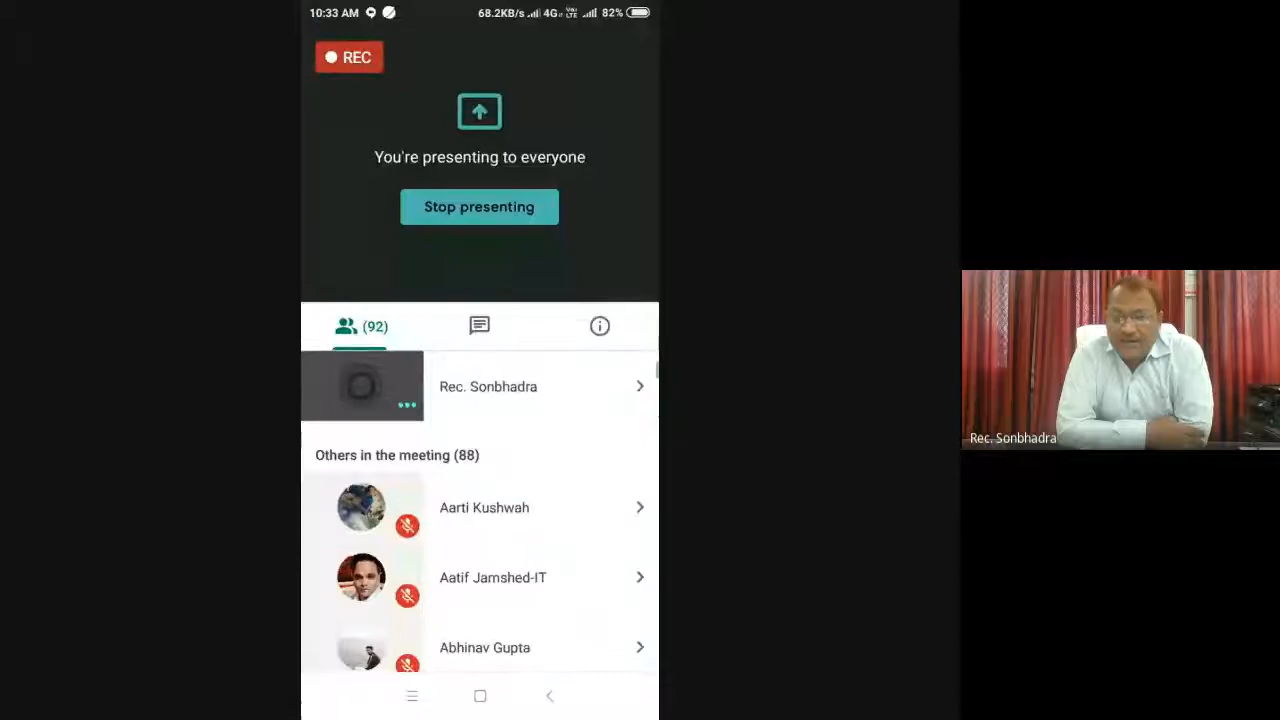 10:33 AM 68.2KB/s 4G VoLTE 82%
REC
You're presenting to everyone
Stop presenting
(92)
Rec. Sonbhadra
Others in the meeting (88)
Aarti Kushwah
Aatif Jamshed-IT
Abhinav Gupta
Rec. Sonbhadra